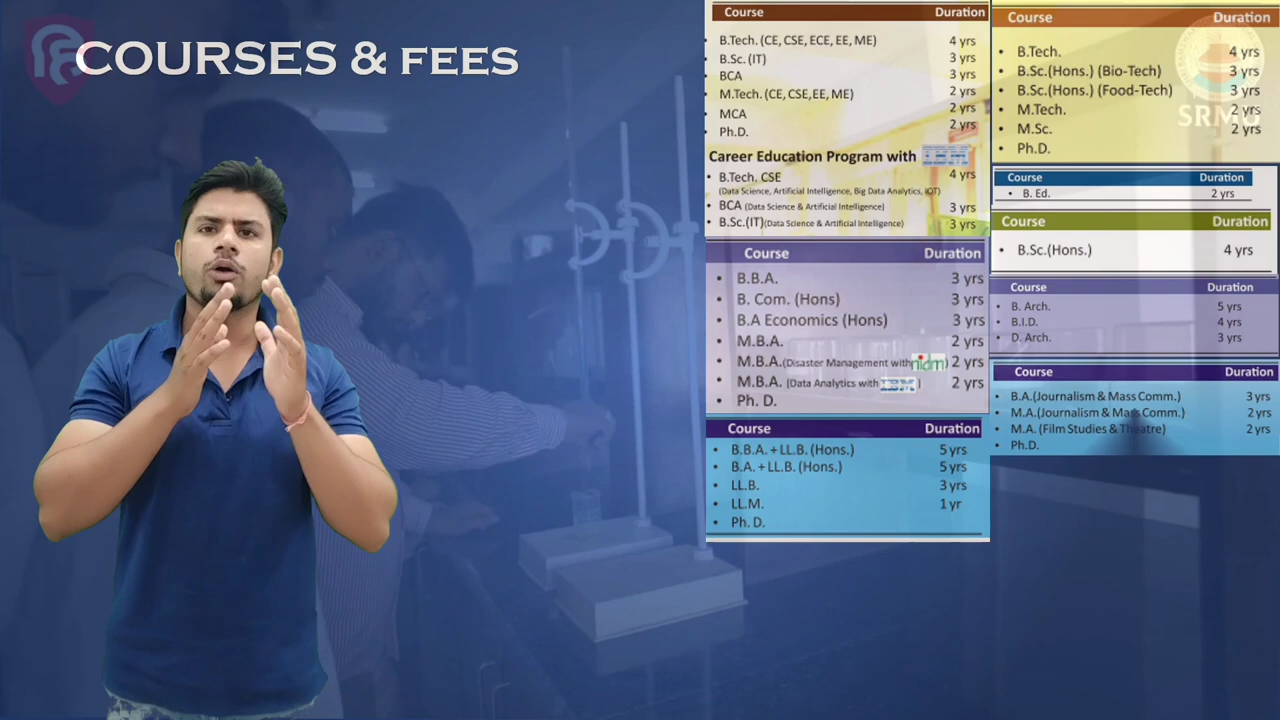 COURSES & FEES
Course Duration
• B.Tech. (CE, CSE, ECE, EE, ME) 4 yrs
• B.Sc. (IT) 3 yrs
• BCA 3 yrs
• M.Tech. (CE, CSE,EE, ME) 2 yrs
MCA 2 yrs
• Ph.D. 2 yrs
Career Education Program with IBM
• B.Tech. CSE 4 yrs
(Data Science, Artificial Intelligence, Big Data Analytics, IOT)
• BCA (Data Science & Artificial Intelligence) 3 yrs
• B.Sc.(IT)(Data Science & Artificial Intelligence) 3 yrs
Course Duration
• B.B.A. 3 yrs
• B. Com. (Hons) 3 yrs
• B.A Economics (Hons) 3 yrs
• M.B.A. 2 yrs
• M.B.A.(Disaster Management with nidm) 2 yrs
• M.B.A. (Data Analytics with IBM) 2 yrs
• Ph. D.
Course Duration
• B.B.A. + LL.B. (Hons.) 5 yrs
• B.A. + LL.B. (Hons.) 5 yrs
• LL.B. 3 yrs
• LL.M. 1 yr
• Ph. D.
Course Duration
• B.Tech. 4 yrs
• B.Sc.(Hons.) (Bio-Tech) 3 yrs
• B.Sc.(Hons.) (Food-Tech) 3 yrs
• M.Tech. 2 yrs
• M.Sc. 2 yrs
• Ph.D.
SRMU
Course Duration
• B. Ed. 2 yrs
Course Duration
• B.Sc.(Hons.) 4 yrs
Course Duration
• B. Arch. 5 yrs
• B.I.D. 4 yrs
• D. Arch. 3 yrs
Course Duration
• B.A.(Journalism & Mass Comm.) 3 yrs
• M.A.(Journalism & Mass Comm.) 2 yrs
• M.A. (Film Studies & Theatre) 2 yrs
• Ph.D.